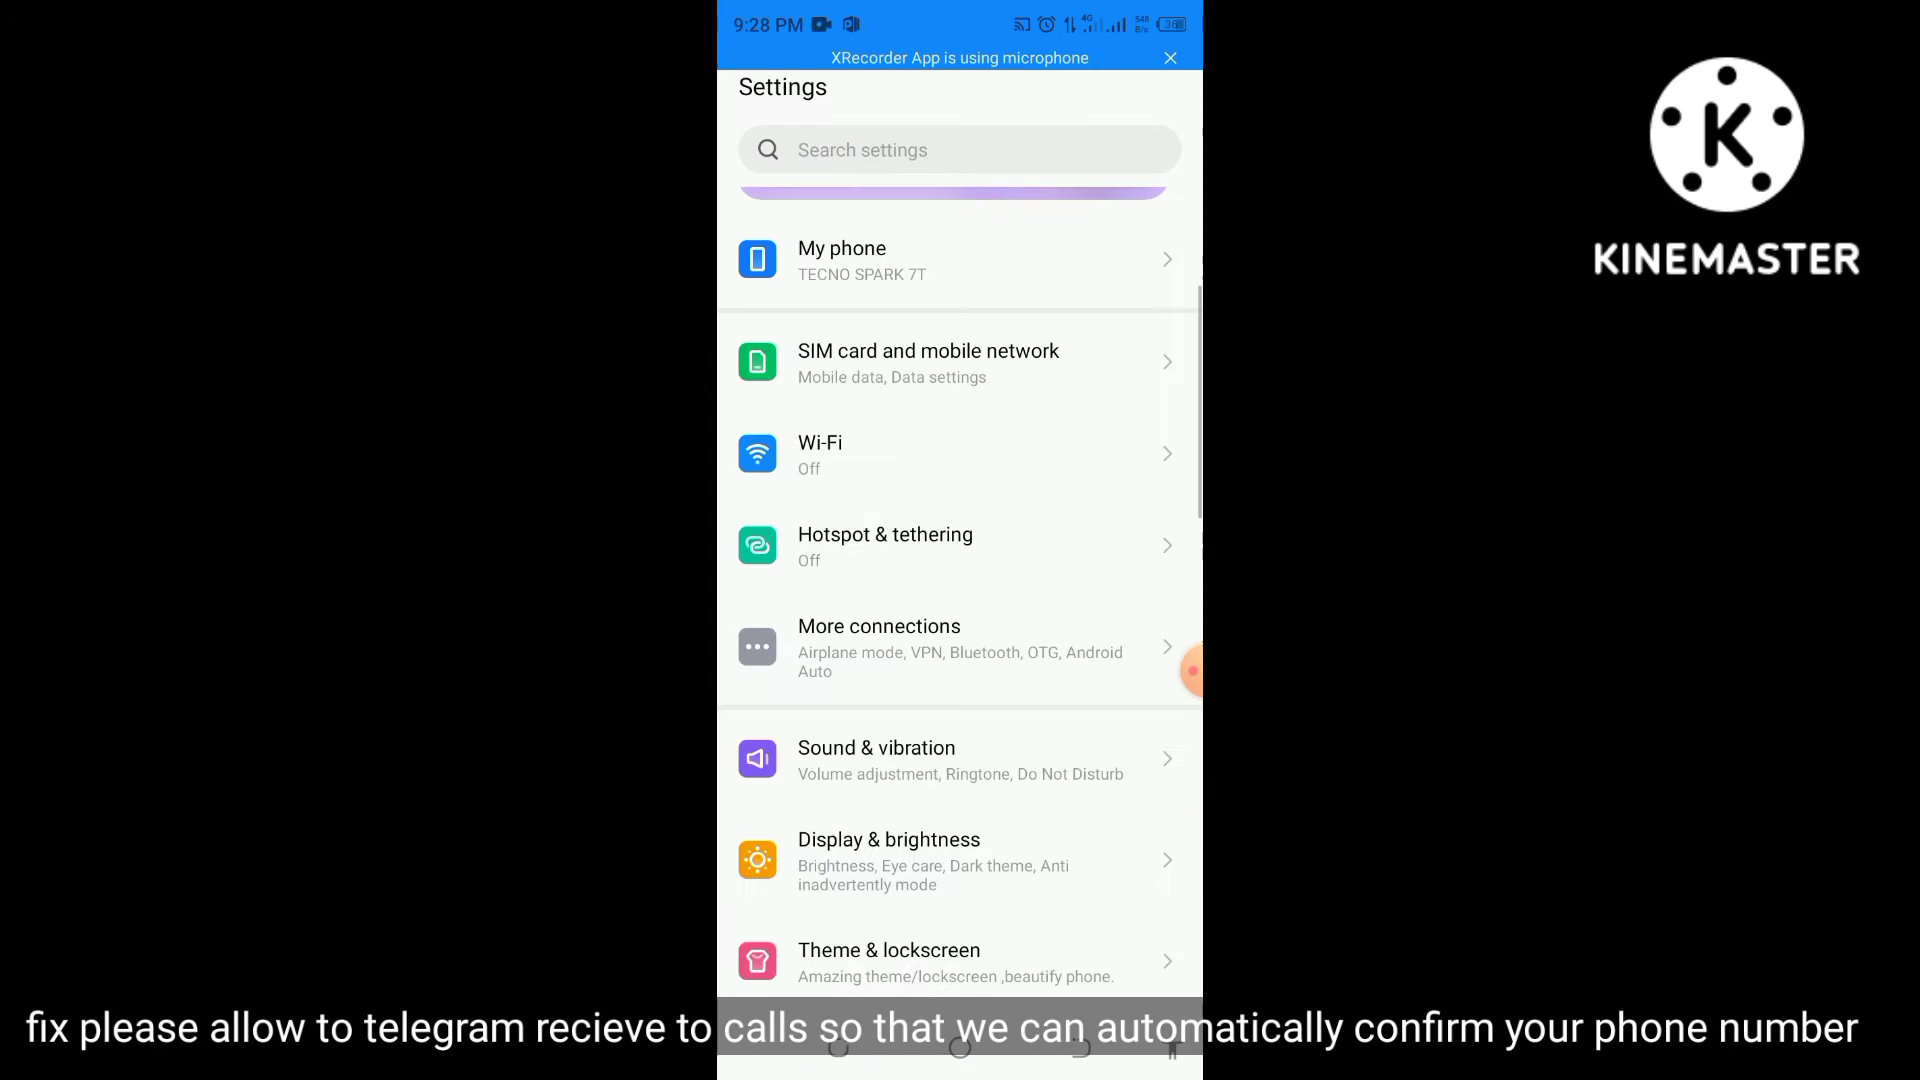 9:28 PM
4G
548
B/s
36
XRecorder App is using microphone
Settings
Search settings
My phone
TECNO SPARK 7T
SIM card and mobile network
Mobile data, Data settings
Wi-Fi
Off
Hotspot & tethering
Off
More connections
Airplane mode, VPN, Bluetooth, OTG, Android
Auto
Sound & vibration
Volume adjustment, Ringtone, Do Not Disturb
Display & brightness
Brightness, Eye care, Dark theme, Anti
inadvertently mode
Theme & lockscreen
Amazing theme/lockscreen ,beautify phone.
K
KINEMASTER
fix please allow to telegram recieve to calls so that we can automatically confirm your phone number